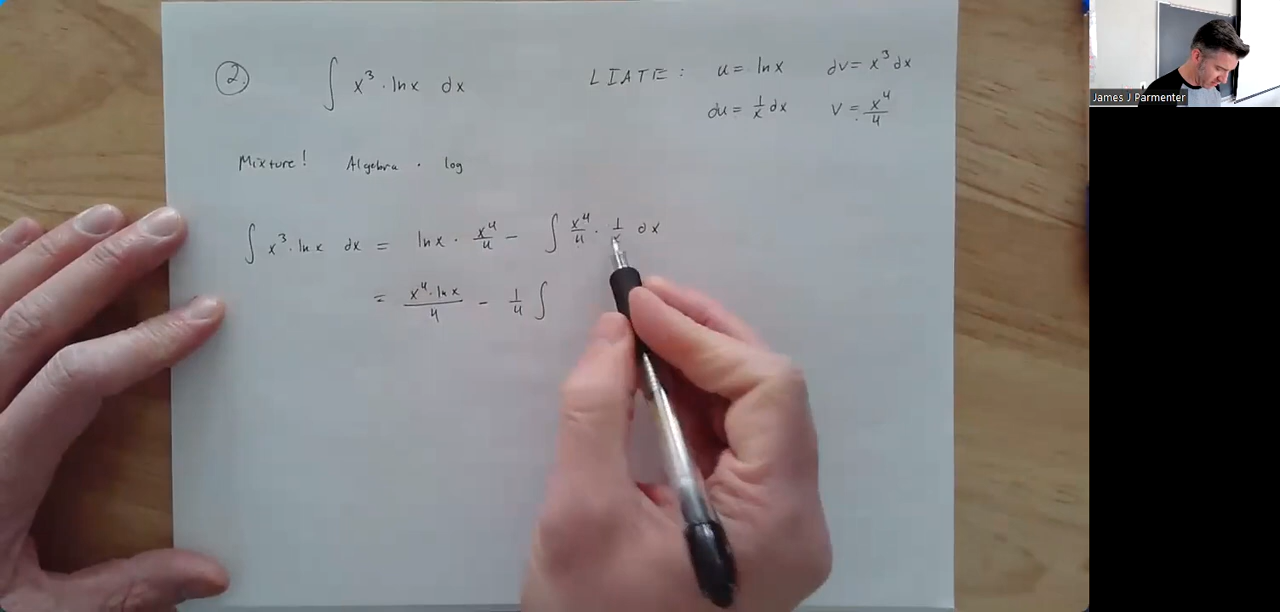 2. ∫ x³ · ln x dx LIATE: u = ln x dv = x³ dx
du = 1/x dx v = x⁴/4
Mixture! Algebra · log
∫ x³ · ln x dx = ln x · x⁴/4 - ∫ x⁴/4 · 1/x dx
= x⁴ · ln x/4 - 1/4 ∫
James J Parmenter